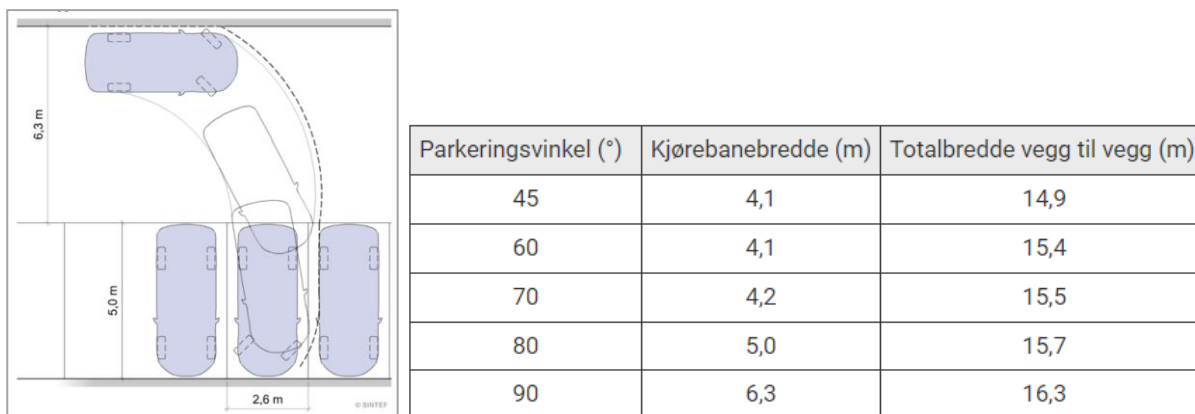 6,3 m
5,0 m
2,6 m
© SINTEF
Parkeringsvinkel (°) Kjørebanebredde (m) Totalbredde vegg til vegg (m)
45 4,1 14,9
60 4,1 15,4
70 4,2 15,5
80 5,0 15,7
90 6,3 16,3